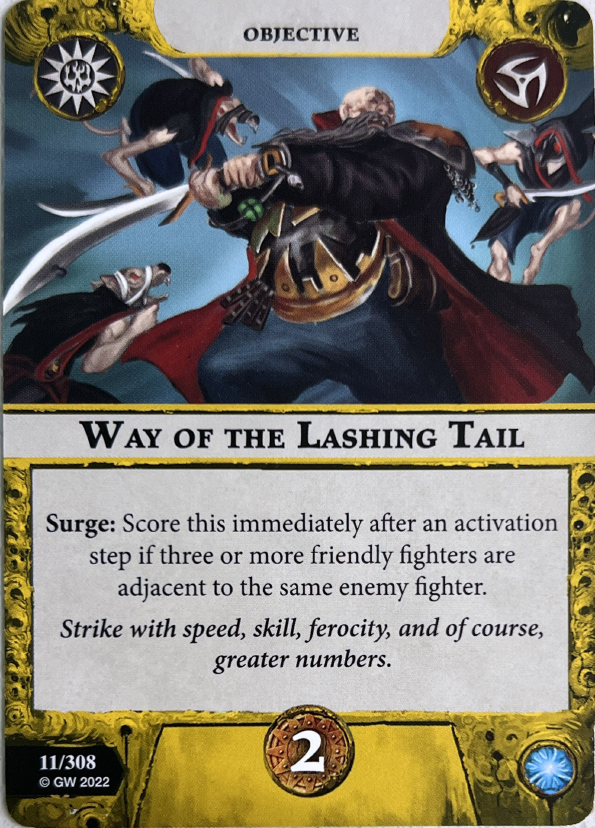 OBJECTIVE
WAY OF THE LASHING TAIL
Surge: Score this immediately after an activation
step if three or more friendly fighters are
adjacent to the same enemy fighter.
Strike with speed, skill, ferocity, and of course,
greater numbers.
2
11/308
© GW 2022